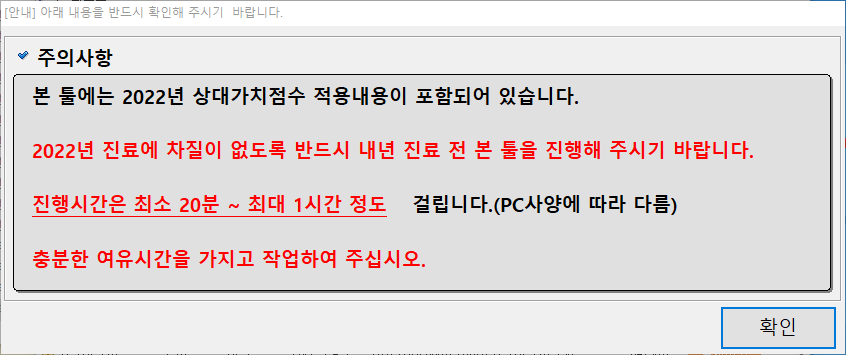 [안내] 아래 내용을 반드시 확인해 주시기 바랍니다.
주의사항
본 툴에는 2022년 상대가치점수 적용내용이 포함되어 있습니다.
2022년 진료에 차질이 없도록 반드시 내년 진료 전 본 툴을 진행해 주시기 바랍니다.
진행시간은 최소 20분 ~ 최대 1시간 정도 걸립니다.(PC사양에 따라 다름)
충분한 여유시간을 가지고 작업하여 주십시오.
확인